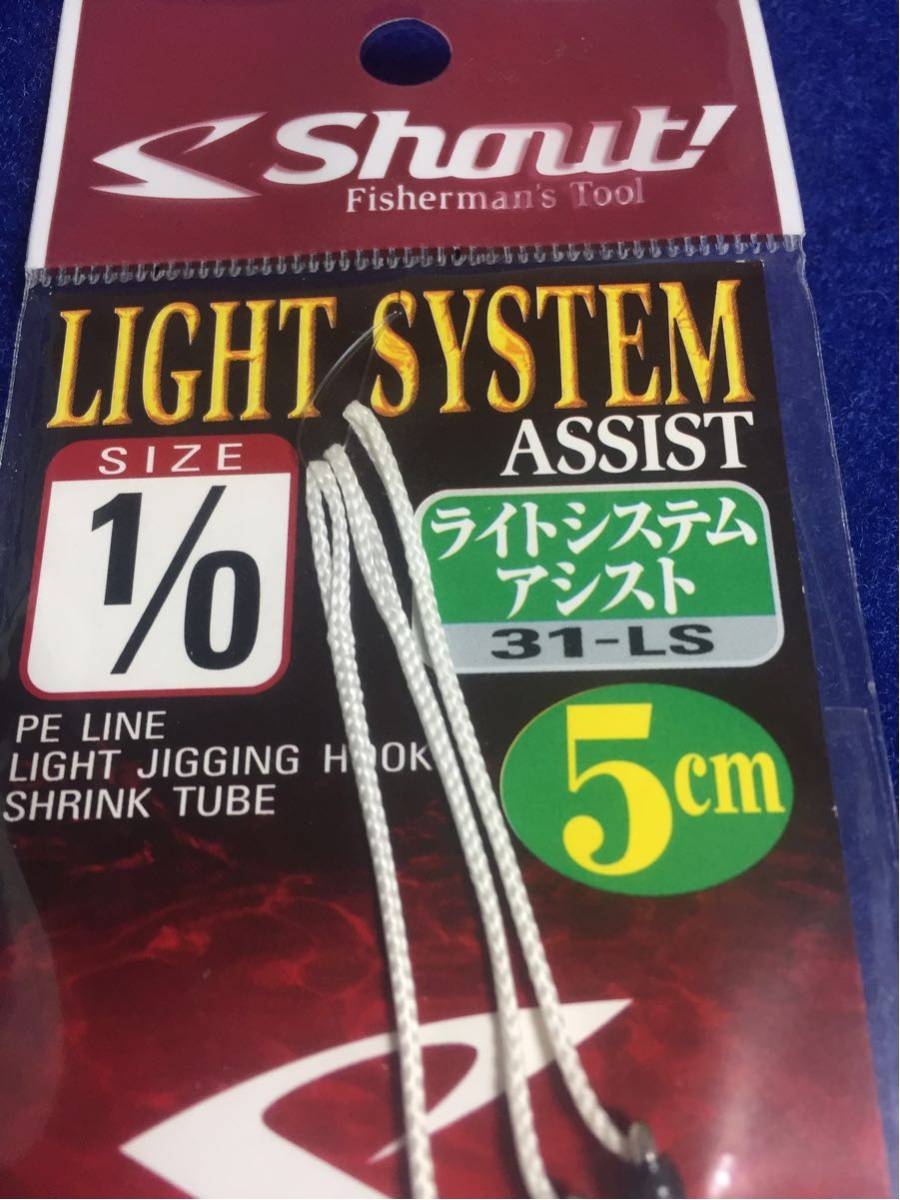 Shout!
Fisherman's Tool
LIGHT SYSTEM
ASSIST
SIZE
1/0
ライトシステム
アシスト
31-LS
PE LINE
LIGHT JIGGING HOOK
SHRINK TUBE
5cm